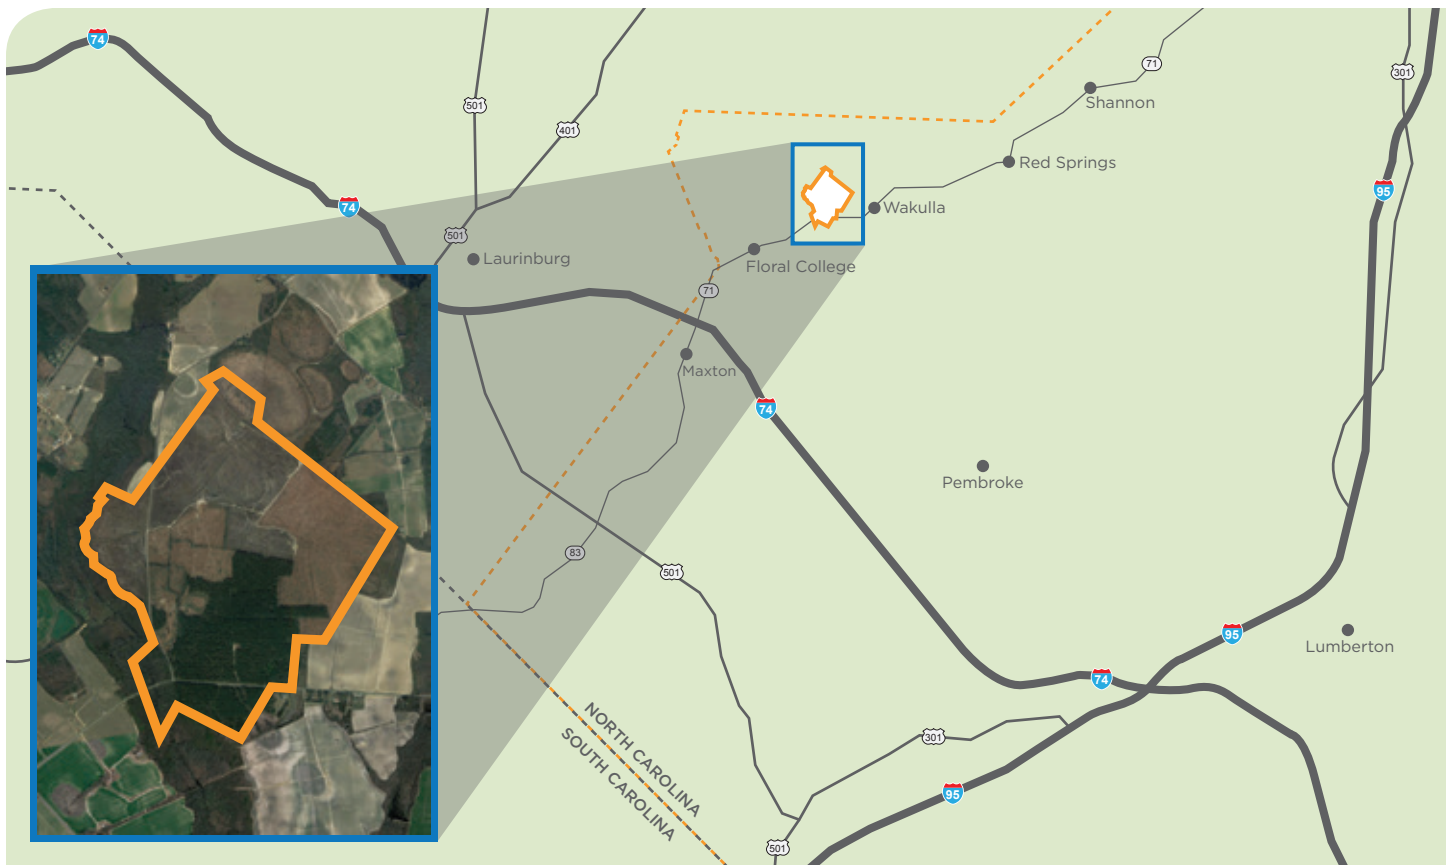 74
71
301
Shannon
501
401
Red Springs
95
74
Wakulla
501
Laurinburg
Floral College
71
Maxton
74
Pembroke
83
501
95
Lumberton
74
NORTH CAROLINA
SOUTH CAROLINA
301
95
501